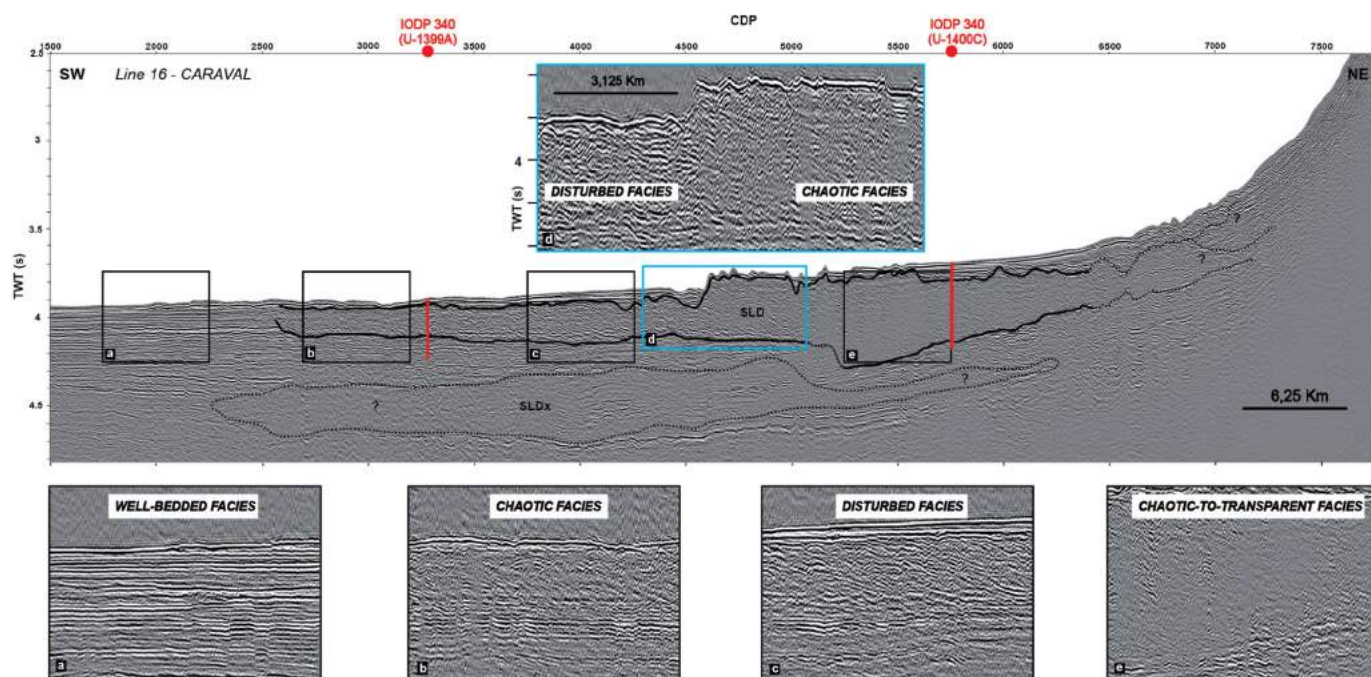 CDP
IODP 340
(U-1399A)
IODP 340
(U-1400C)
1500 2000 2500 3000 3500 4000 4500 5000 5500 6000 6500 7000 7500
2.5
3
3.5
4
4.5
TWT (s)
SW Line 16 - CARAVAL
NE
3,125 Km
4
TWT (s)
DISTURBED FACIES
CHAOTIC FACIES
d
?
?
a
b
c
d
SLD
e
?
SLDx
?
6,25 Km
WELL-BEDDED FACIES
a
CHAOTIC FACIES
b
DISTURBED FACIES
c
CHAOTIC-TO-TRANSPARENT FACIES
e